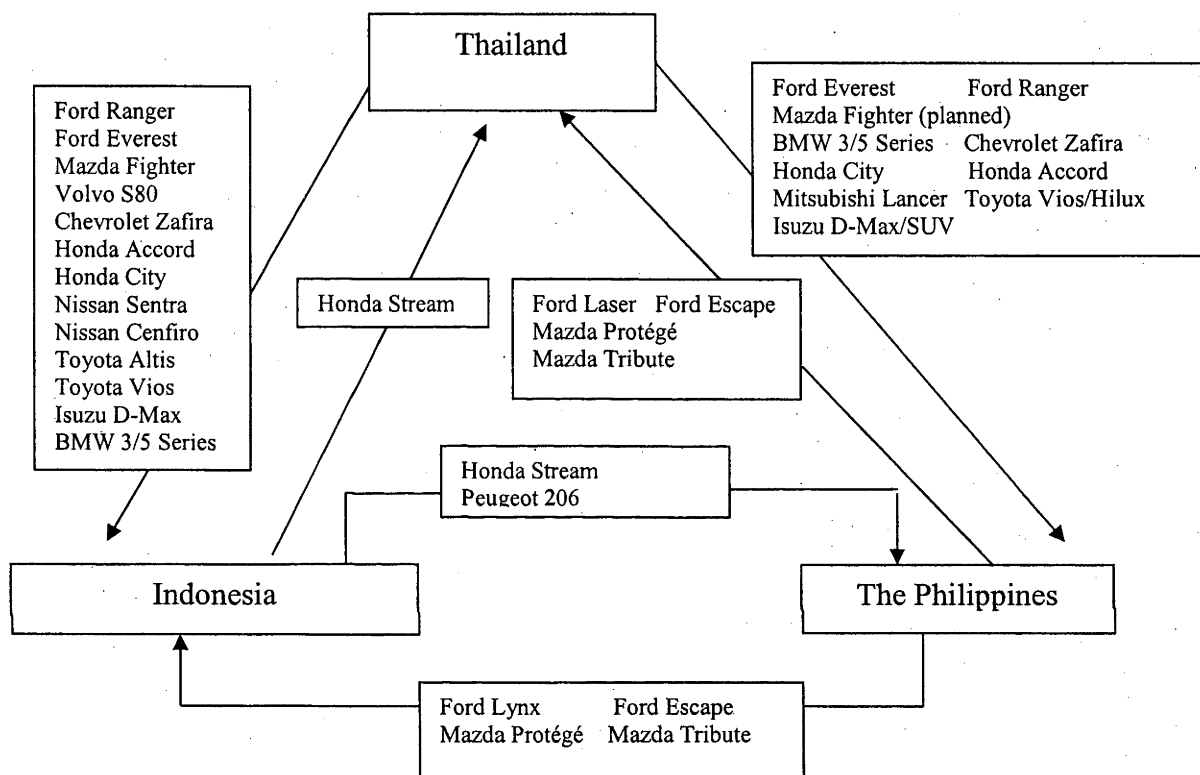 Thailand
Ford Ranger
Ford Everest
Mazda Fighter
Volvo S80
Chevrolet Zafira
Honda Accord
Honda City
Nissan Sentra
Nissan Cenfiro
Toyota Altis
Toyota Vios
Isuzu D-Max
BMW 3/5 Series
Ford Everest Ford Ranger
Mazda Fighter (planned)
BMW 3/5 Series Chevrolet Zafira
Honda City Honda Accord
Mitsubishi Lancer Toyota Vios/Hilux
Isuzu D-Max/SUV
Honda Stream
Ford Laser Ford Escape
Mazda Protégé
Mazda Tribute
Honda Stream
Peugeot 206
Indonesia
The Philippines
Ford Lynx Ford Escape
Mazda Protégé Mazda Tribute